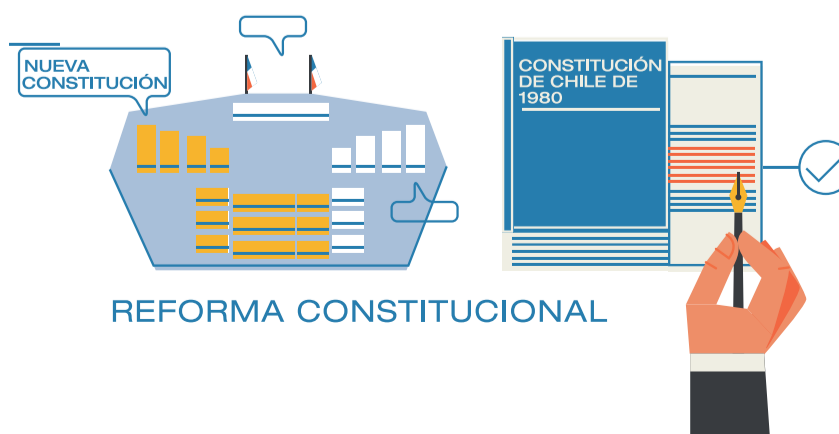 NUEVA
CONSTITUCIÓN
CONSTITUCIÓN
DE CHILE DE
1980
REFORMA CONSTITUCIONAL